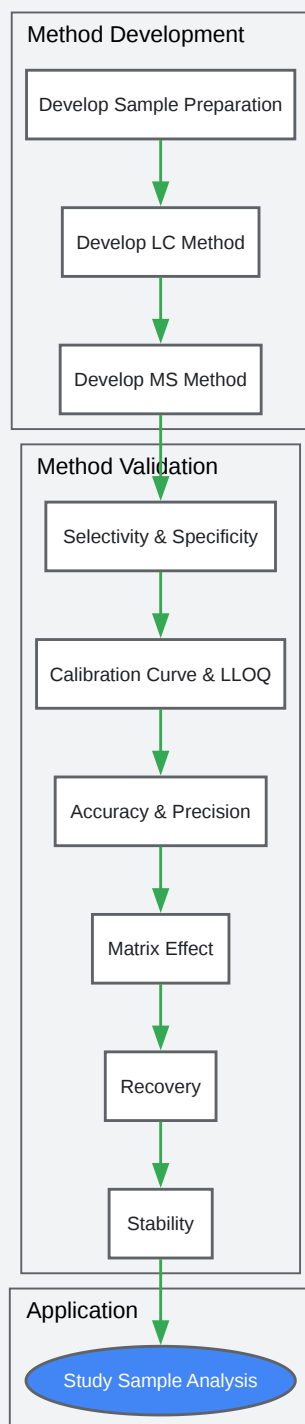 Method Development
Develop Sample Preparation
Develop LC Method
Develop MS Method
Method Validation
Selectivity & Specificity
Calibration Curve & LLOQ
Accuracy & Precision
Matrix Effect
Recovery
Stability
Application
Study Sample Analysis